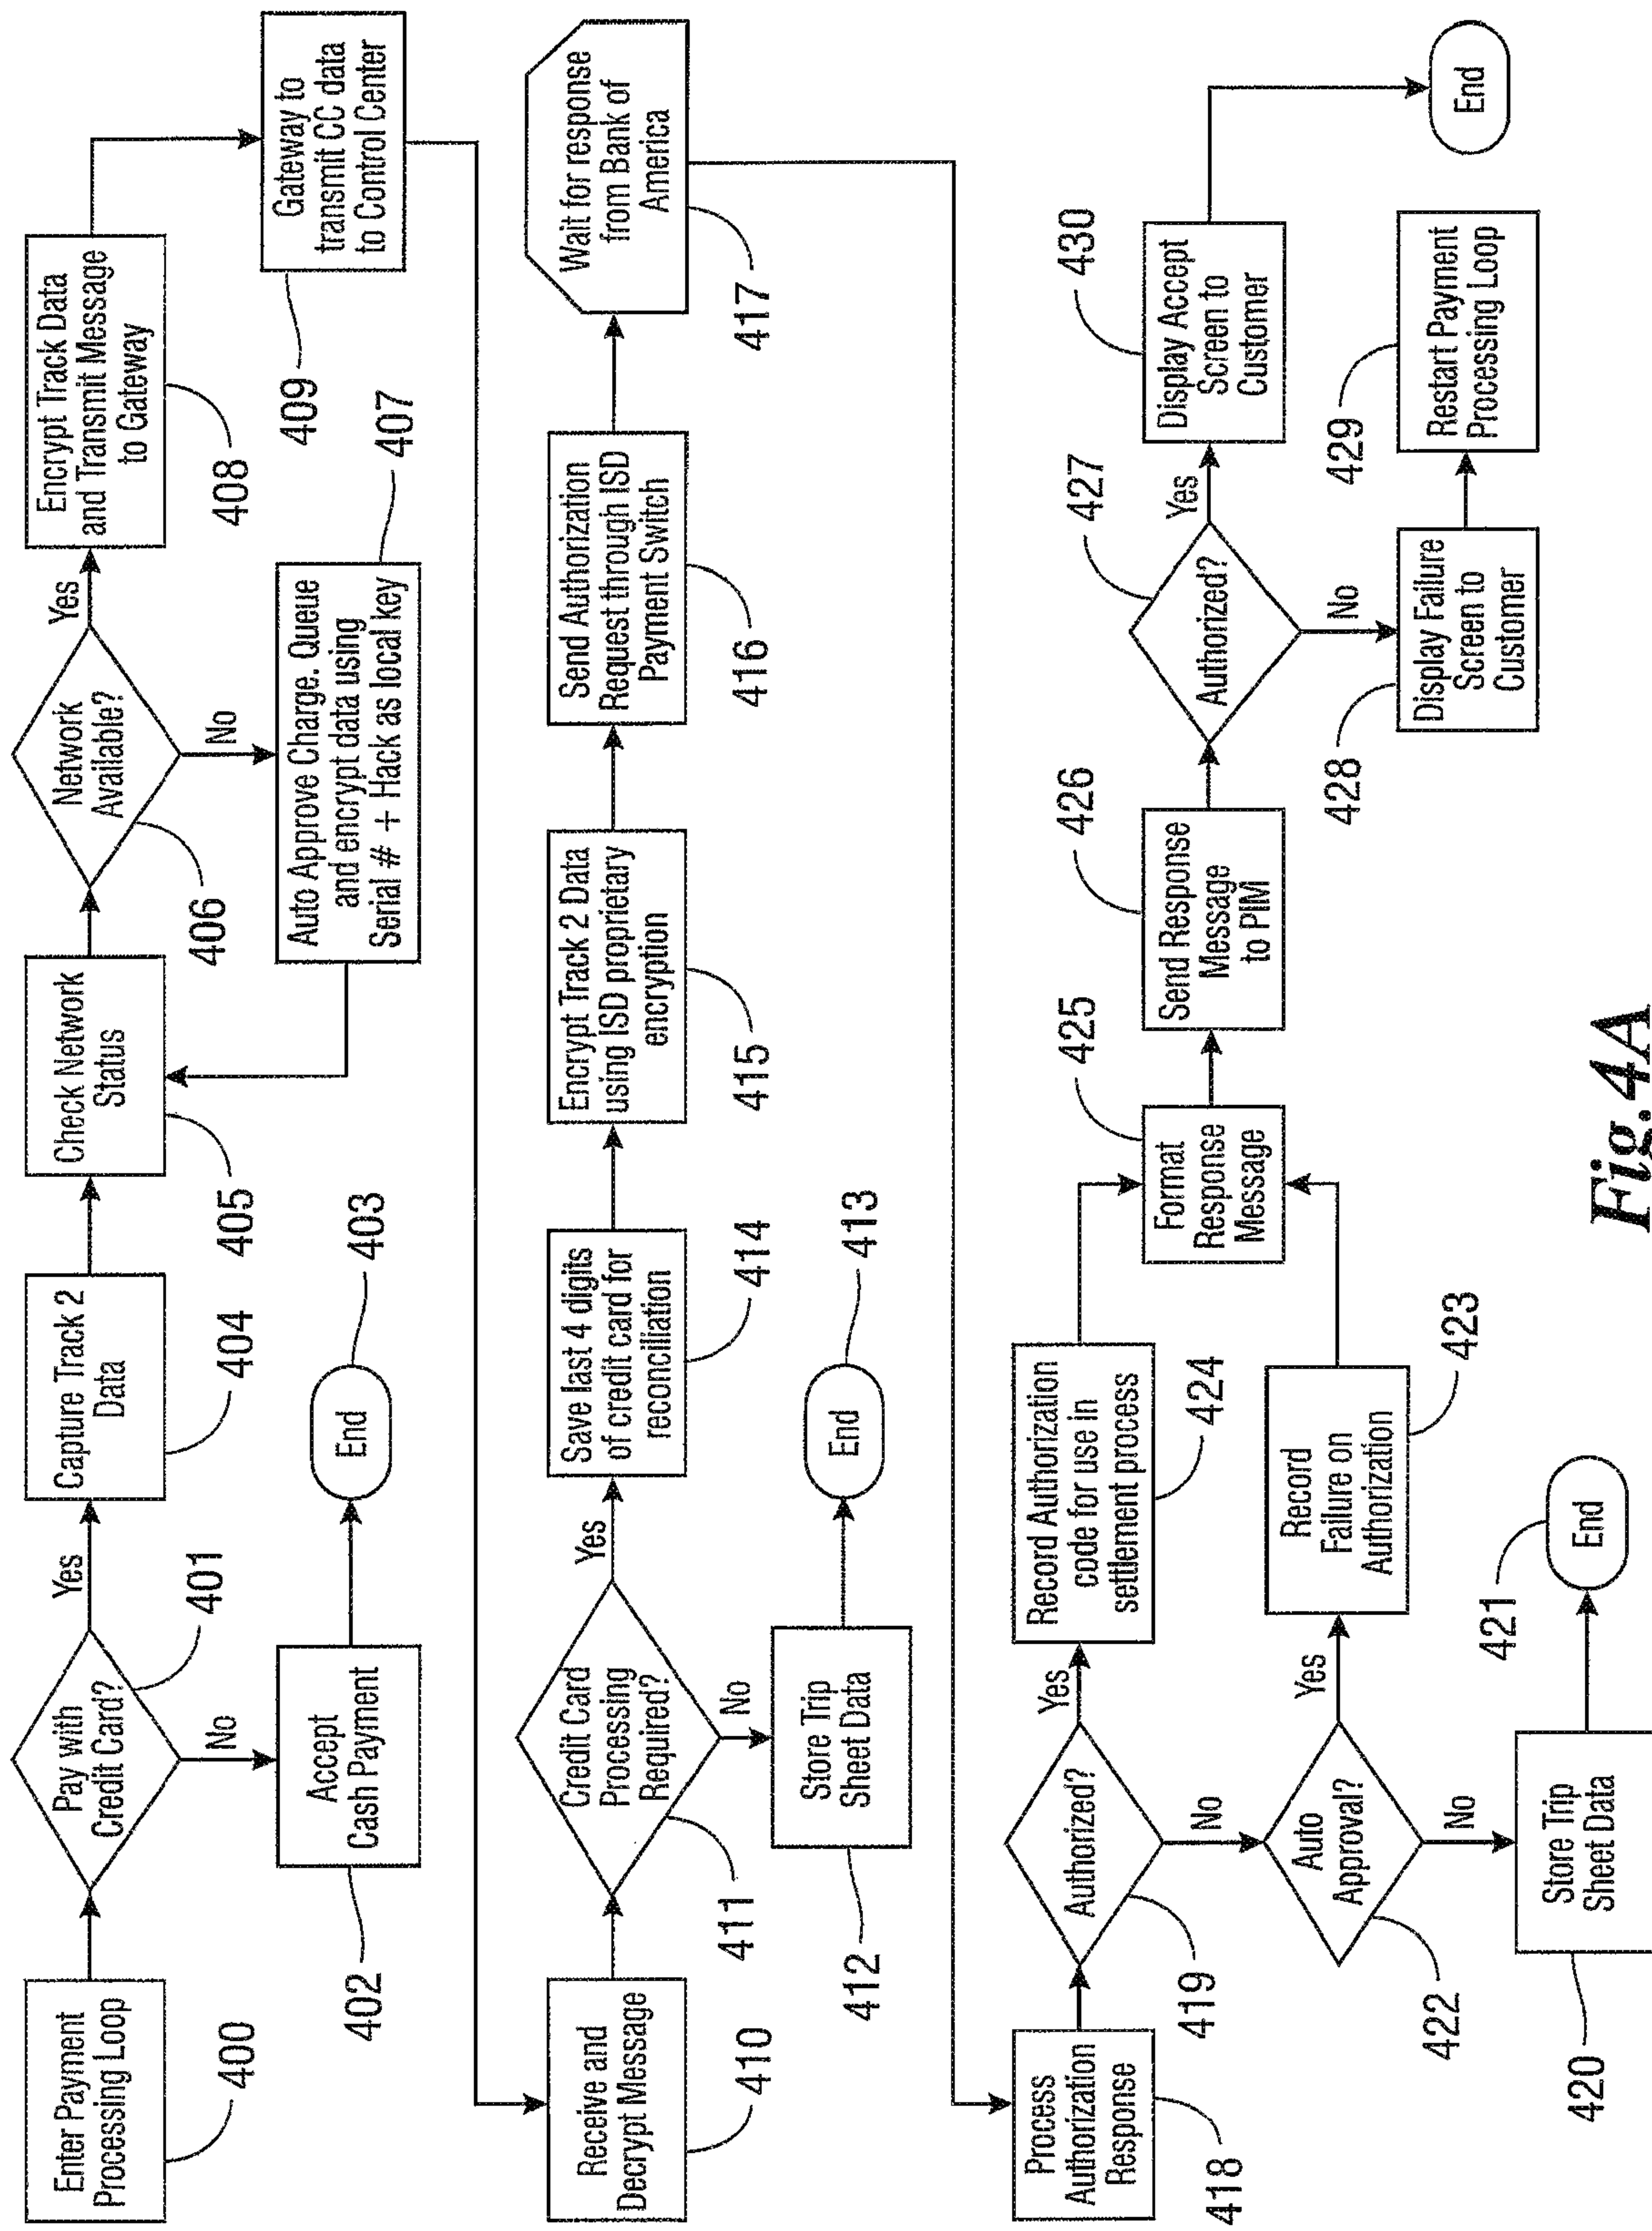 Enter Payment
Processing Loop
400
Pay with
Credit Card?
401
Yes
No
Accept
Cash Payment
402
End
403
Capture Track 2
Data
404
Check Network
Status
405
Network
Available?
406
Yes
No
Auto Approve Charge. Queue
and encrypt data using
Serial # + Hack as local key
407
Encrypt Track Data
and Transmit Message
to Gateway
408
Gateway to
transmit CC data
to Control Center
409
Receive and
Decrypt Message
410
Credit Card
Processing
Required?
411
Yes
No
Store Trip
Sheet Data
412
End
413
Save last 4 digits
of credit card for
reconciliation
414
Encrypt Track 2 Data
using ISD proprietary
encryption
415
Send Authorization
Request through ISD
Payment Switch
416
Wait for response
from Bank of
America
417
Process
Authorization
Response
418
Authorized?
419
Yes
No
Auto
Approval?
422
Yes
No
Store Trip
Sheet Data
420
End
421
Record
Failure on
Authorization
423
Record Authorization
code for use in
settlement process
424
Format
Response
Message
425
Send Response
Message
to PIM
426
Authorized?
427
Yes
No
Display Failure
Screen to
Customer
428
Restart Payment
Processing Loop
429
Display Accept
Screen to
Customer
430
End
Fig.4A